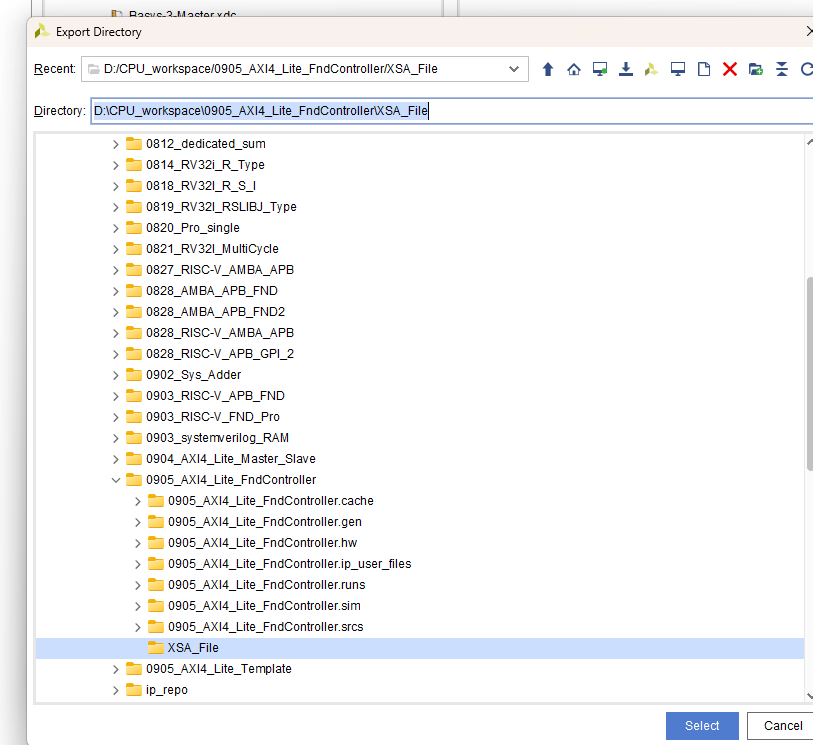 Basys-3-Master.xdc
Export Directory
Recent: D:/CPU_workspace/0905_AXI4_Lite_FndController/XSA_File
Directory: D:\CPU_workspace\0905_AXI4_Lite_FndController\XSA_File
0812_dedicated_sum
0814_RV32i_R_Type
0818_RV32I_R_S_I
0819_RV32I_RSLIBJ_Type
0820_Pro_single
0821_RV32I_MultiCycle
0827_RISC-V_AMBA_APB
0828_AMBA_APB_FND
0828_AMBA_APB_FND2
0828_RISC-V_AMBA_APB
0828_RISC-V_APB_GPI_2
0902_Sys_Adder
0903_RISC-V_APB_FND
0903_RISC-V_FND_Pro
0903_systemverilog_RAM
0904_AXI4_Lite_Master_Slave
0905_AXI4_Lite_FndController
0905_AXI4_Lite_FndController.cache
0905_AXI4_Lite_FndController.gen
0905_AXI4_Lite_FndController.hw
0905_AXI4_Lite_FndController.ip_user_files
0905_AXI4_Lite_FndController.runs
0905_AXI4_Lite_FndController.sim
0905_AXI4_Lite_FndController.srcs
XSA_File
0905_AXI4_Lite_Template
ip_repo
Select Cancel